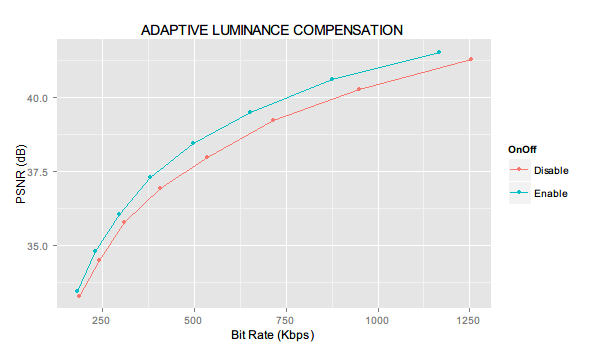 ADAPTIVE LUMINANCE COMPENSATION
PSNR (dB)
40.0
37.5
35.0
250
500
750
1000
1250
Bit Rate (Kbps)
OnOff
Disable
Enable